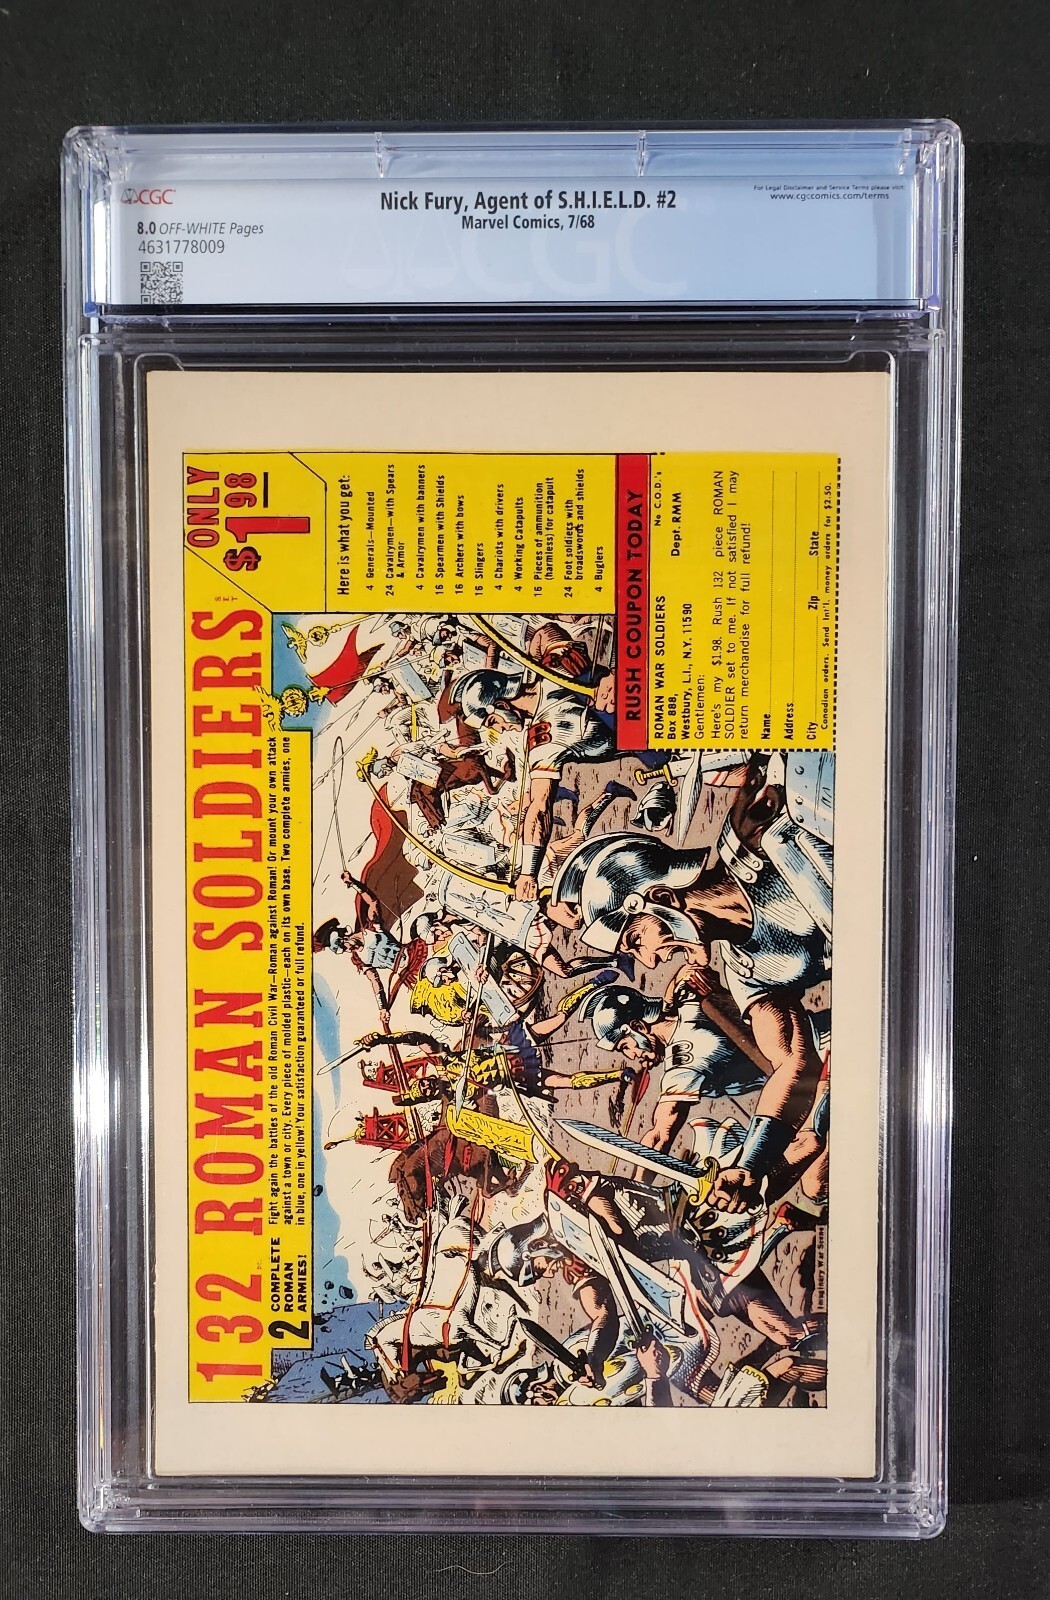 CGC
Nick Fury, Agent of S.H.I.E.L.D. #2
Marvel Comics, 7/68
8.0 OFF-WHITE Pages
4631778009
For Legal Disclaimer and Service Terms please visit:
www.cgccomics.com/terms
132 PC. ROMAN SOLDIERS SET
ONLY
$1.98
2 COMPLETE
ROMAN
ARMIES!
Fight again the battles of the old Roman Civil War—Roman against Roman! Or mount your own attack
against a town or city. Every piece of molded plastic—each on its own base. Two complete armies, one
in blue, one in yellow! Your satisfaction guaranteed or full refund.
Here is what you get:
4 Generals—Mounted
24 Cavalrymen—with Spears
& Armor
4 Cavalrymen with banners
16 Spearmen with Shields
16 Archers with bows
16 Slingers
4 Chariots with drivers
4 Working Catapults
16 Pieces of ammunition
(harmless) for catapult
24 Foot soldiers with
broadswords and shields
4 Buglers
RUSH COUPON TODAY
No C.O.D.'s
ROMAN WAR SOLDIERS
Box 888, Dept. RMM
Westbury, L.I., N.Y. 11590
Gentlemen:
Here's my $1.98. Rush 132 piece ROMAN
SOLDIER set to me. If not satisfied I may
return merchandise for full refund!
Name
Address
City Zip State
Canadian orders. Send Int'l. money orders for $2.50.
Imaginary War Scene